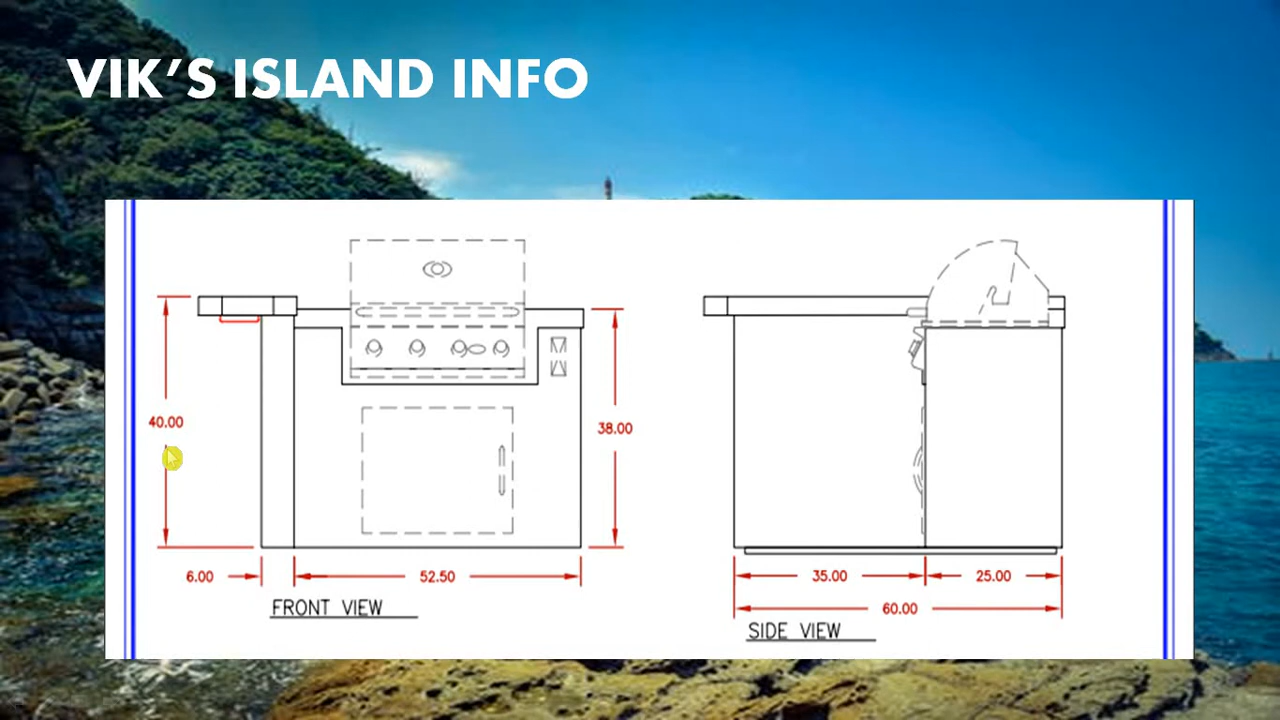 VIK'S ISLAND INFO
40.00
38.00
6.00
52.50
FRONT VIEW
35.00
25.00
60.00
SIDE VIEW